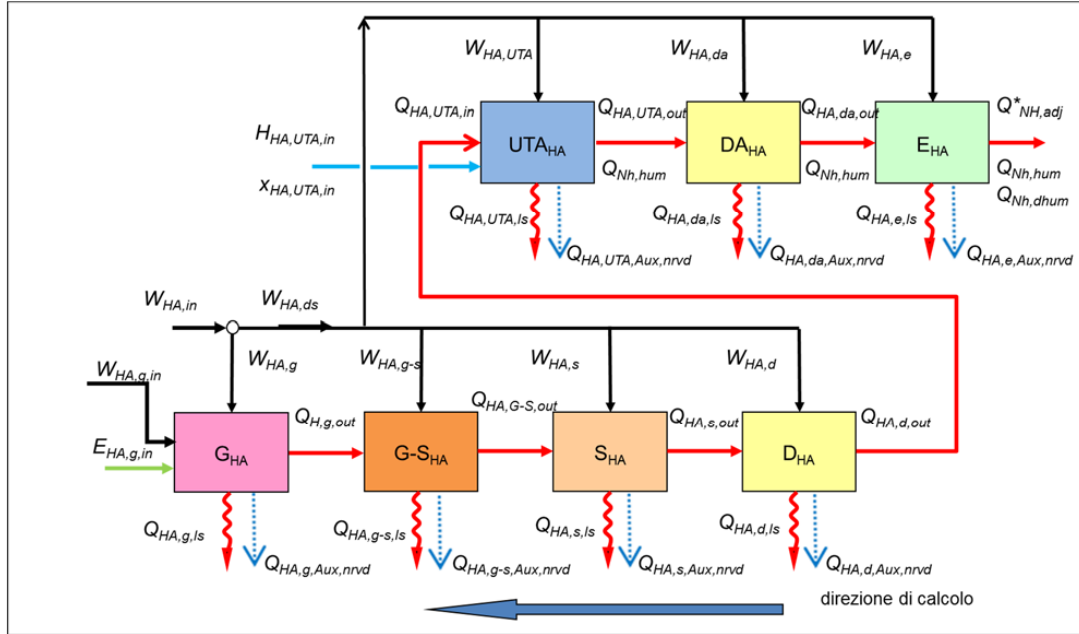 W_HA,UTA W_HA,da W_HA,e
Q_HA,UTA,in Q_HA,UTA,out Q_HA,da,out Q*_NH,adj
H_HA,UTA,in
UTA_HA DA_HA E_HA
x_HA,UTA,in
Q_Nh,hum Q_Nh,hum Q_Nh,hum
Q_Nh,dhum
Q_HA,UTA,ls Q_HA,da,ls Q_HA,e,ls
Q_HA,UTA,Aux,nrvd Q_HA,da,Aux,nrvd Q_HA,e,Aux,nrvd
W_HA,in W_HA,ds
W_HA,g W_HA,g-s W_HA,s W_HA,d
W_HA,g,in
Q_H,g,out Q_HA,G-S,out Q_HA,s,out Q_HA,d,out
E_HA,g,in
G_HA G-S_HA S_HA D_HA
Q_HA,g,ls Q_HA,g-s,ls Q_HA,s,ls Q_HA,d,ls
Q_HA,g,Aux,nrvd Q_HA,g-s,Aux,nrvd Q_HA,s,Aux,nrvd Q_HA,d,Aux,nrvd
direzione di calcolo